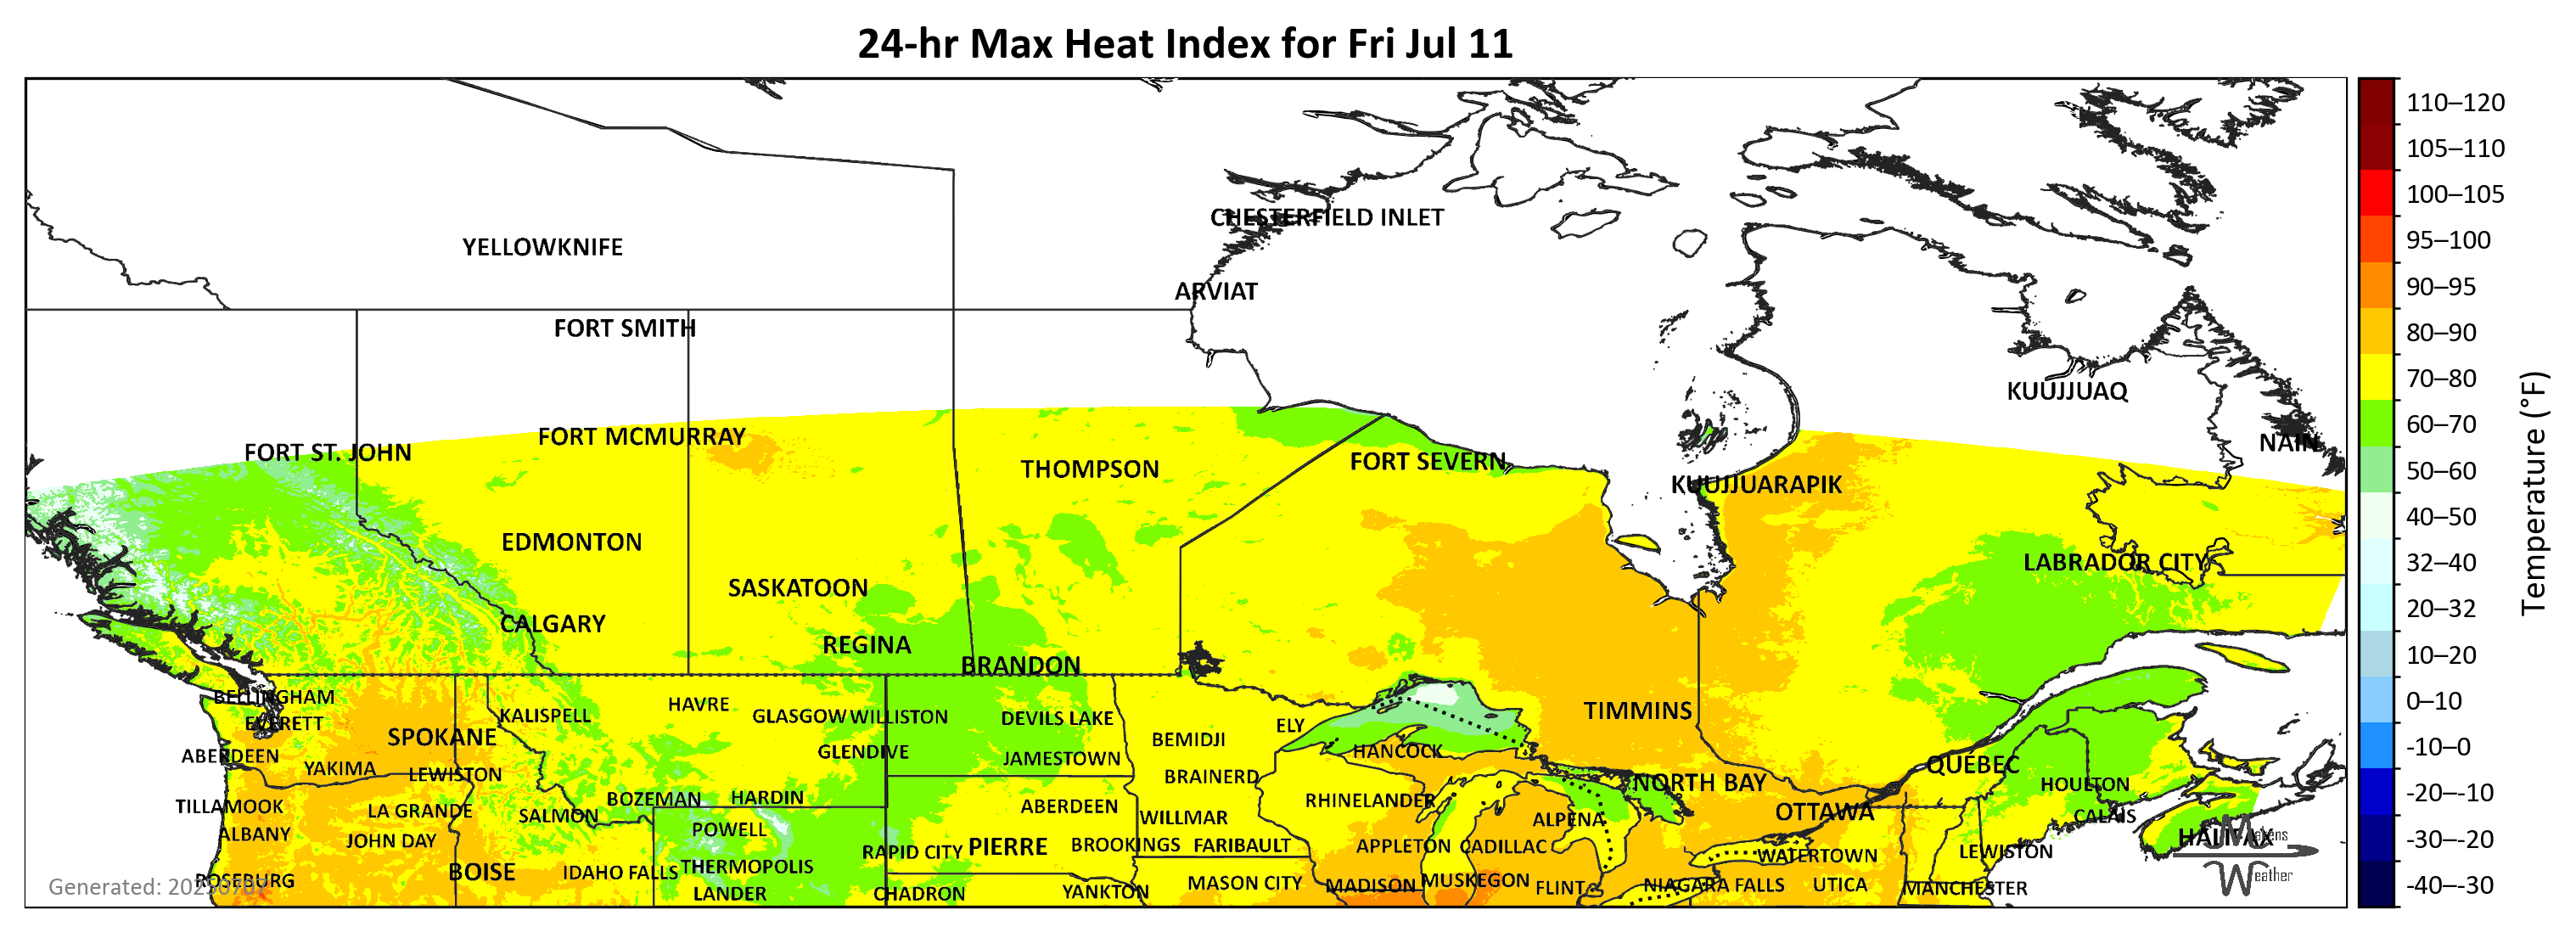 24-hr Max Heat Index for Fri Jul 11
110–120
105–110
CHESTERFIELD INLET
100–105
YELLOWKNIFE
95–100
ARVIAT
90–95
FORT SMITH
80–90
KUUJJUAQ
70–80
FORT MCMURRAY
60–70
NAIN
FORT ST. JOHN
THOMPSON
FORT SEVERN
50–60
KUUJJUARAPIK
40–50
EDMONTON
LABRADOR CITY
32–40
SASKATOON
20–32
CALGARY
REGINA
BRANDON
10–20
BELLINGHAM
HAVRE
0–10
KALISPELL
GLASGOW
WILLISTON
DEVILS LAKE
TIMMINS
EVERETT
ELY
SPOKANE
BEMIDJI
-10–0
ABERDEEN
GLENDIVE
JAMESTOWN
HANCOCK
QUÉBEC
YAKIMA
LEWISTON
BRAINERD
NORTH BAY
HOULTON
-20–-10
BOZEMAN
HARDIN
RHINELANDER
TILLAMOOK
LA GRANDE
SALMON
ABERDEEN
WILLMAR
ALPENA
OTTAWA
CALAIS
ALBANY
JOHN DAY
POWELL
HALIFAX
Makens
Weather
-30–-20
RAPID CITY
PIERRE
BROOKINGS
FARIBAULT
APPLETON
CADILLAC
WATERTOWN
LEWISTON
BOISE
IDAHO FALLS
THERMOPOLIS
ROSEBURG
MASON CITY
MADISON
MUSKEGON
FLINT
NIAGARA FALLS
UTICA
MANCHESTER
-40–-30
Generated: 20250707
LANDER
CHADRON
YANKTON
Temperature (°F)